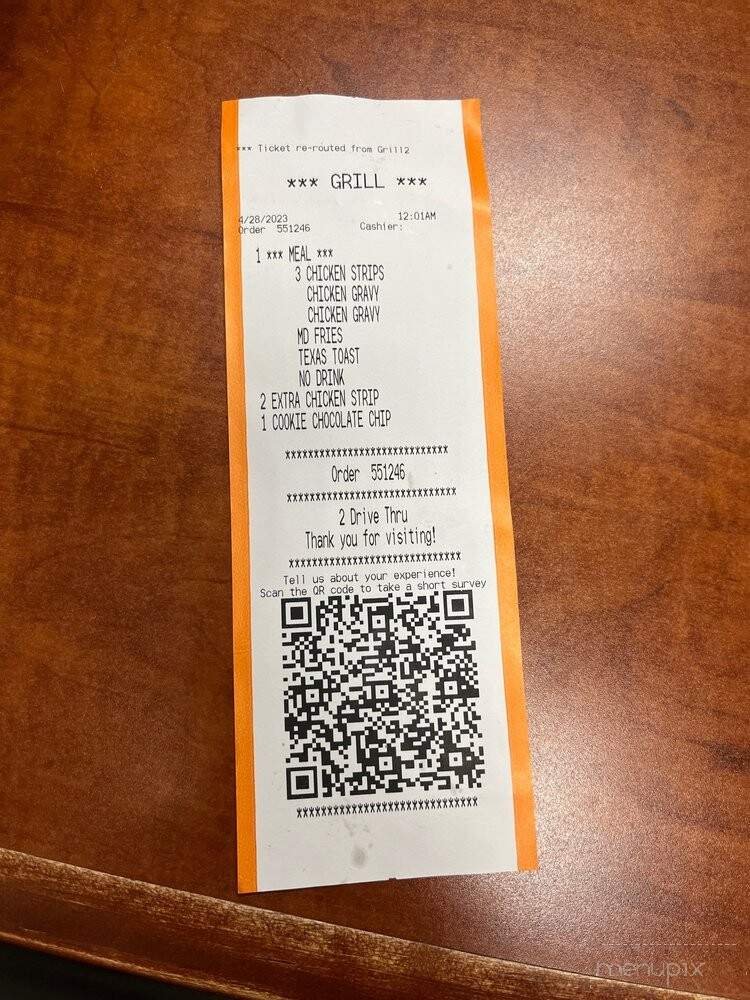 *** Ticket re-routed from Grill2
*** GRILL ***
4/28/2023 12:01AM
Order 551246 Cashier:
1 *** MEAL ***
3 CHICKEN STRIPS
CHICKEN GRAVY
CHICKEN GRAVY
MD FRIES
TEXAS TOAST
NO DRINK
2 EXTRA CHICKEN STRIP
1 COOKIE CHOCOLATE CHIP
*****************************
Order 551246
******************************
2 Drive Thru
Thank you for visiting!
*******************************
Tell us about your experience!
Scan the QR code to take a short survey
********************************
menupix